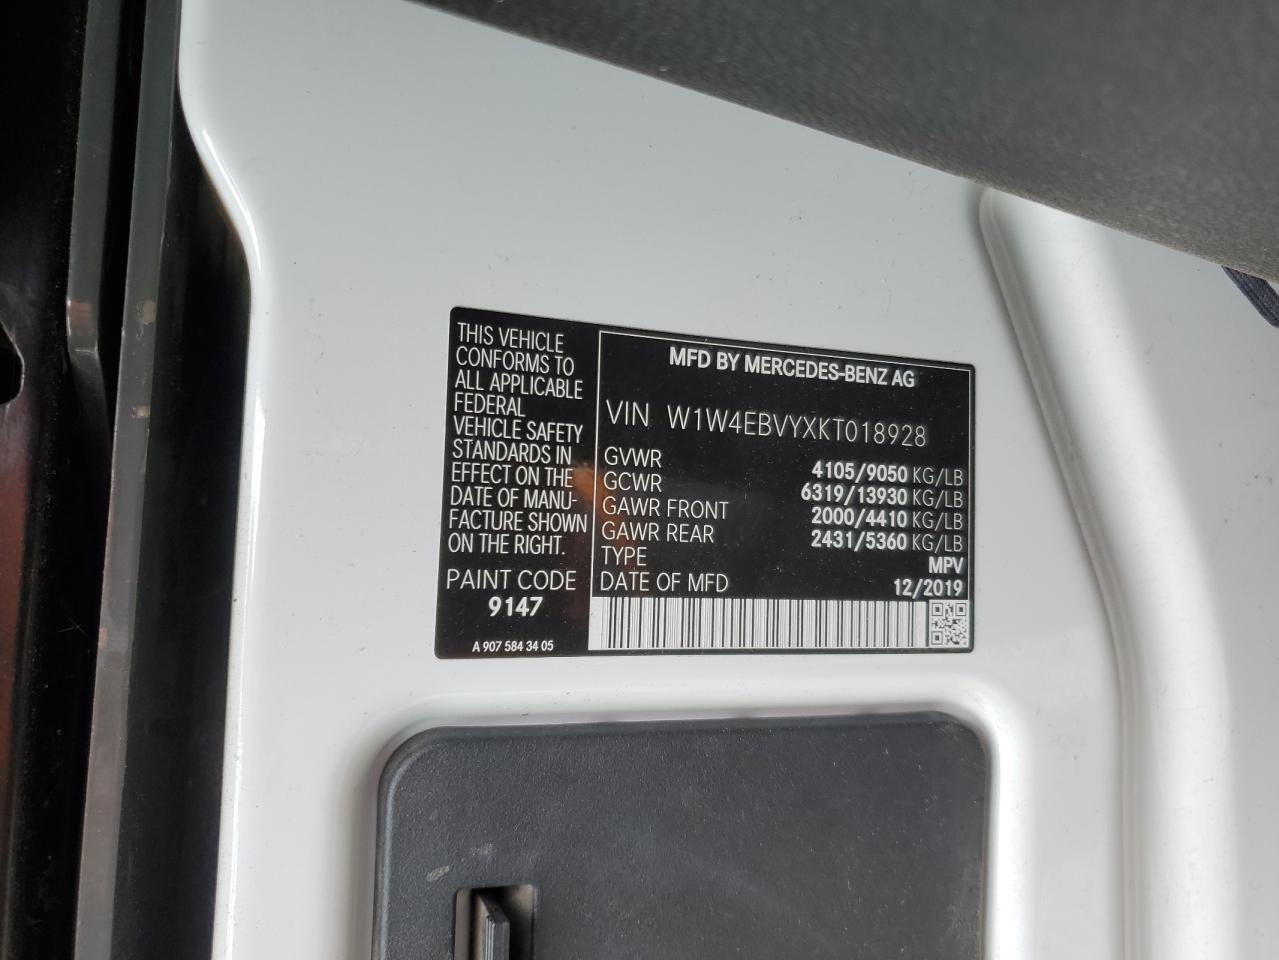 THIS VEHICLE
CONFORMS TO
ALL APPLICABLE
FEDERAL
VEHICLE SAFETY
STANDARDS IN
EFFECT ON THE
DATE OF MANU-
FACTURE SHOWN
ON THE RIGHT.
PAINT CODE
9147
A 907 584 34 05
MFD BY MERCEDES-BENZ AG
VIN W1W4EBVYXKT018928
GVWR 4105/9050 KG/LB
GCWR 6319/13930 KG/LB
GAWR FRONT 2000/4410 KG/LB
GAWR REAR 2431/5360 KG/LB
TYPE MPV
DATE OF MFD 12/2019